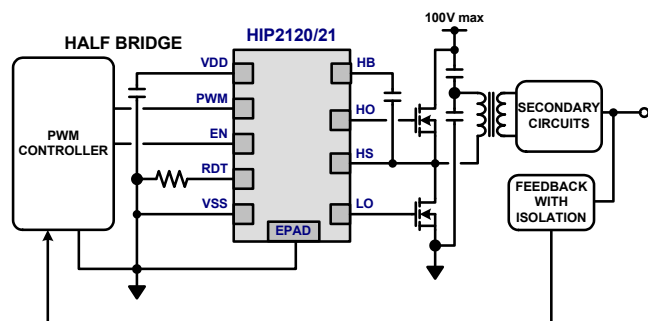 100V max
HALF BRIDGE
HIP2120/21
VDD
HB
PWM
HO
EN
RDT
HS
VSS
LO
EPAD
PWM
CONTROLLER
SECONDARY
CIRCUITS
FEEDBACK
WITH
ISOLATION